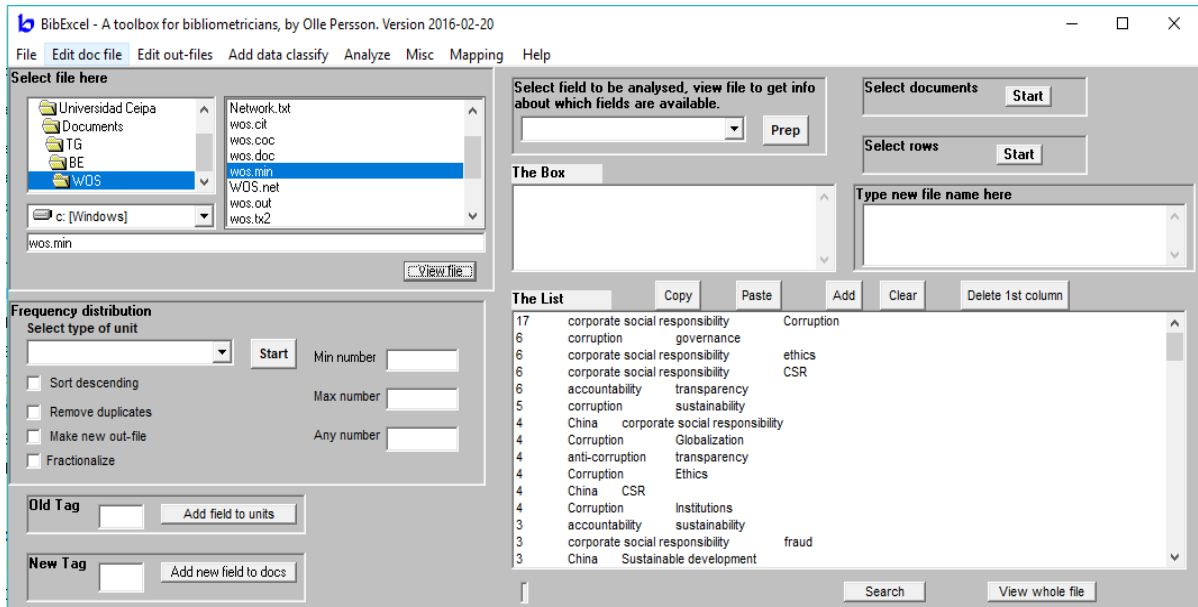 BibExcel - A toolbox for bibliometricians, by Olle Persson. Version 2016-02-20
File Edit doc file Edit out-files Add data classify Analyze Misc Mapping Help
Select file here
Universidad Ceipa
Documents
TG
BE
WOS
c: [Windows]
Network.txt
wos.cit
wos.coc
wos.doc
wos.min
WOS.net
wos.out
wos.tx2
wos.min
View file
Frequency distribution
Select type of unit
Start
Sort descending
Remove duplicates
Make new out-file
Fractionalize
Min number
Max number
Any number
Old Tag
Add field to units
New Tag
Add new field to docs
Select field to be analysed, view file to get info
about which fields are available.
Prep
Select documents
Start
Select rows
Start
The Box
Type new file name here
The List
Copy Paste Add Clear Delete 1st column
17 corporate social responsibility Corruption
6 corruption governance
6 corporate social responsibility ethics
6 corporate social responsibility CSR
6 accountability transparency
5 corruption sustainability
4 China corporate social responsibility
4 Corruption Globalization
4 anti-corruption transparency
4 Corruption Ethics
4 China CSR
4 Corruption Institutions
3 accountability sustainability
3 corporate social responsibility fraud
3 China Sustainable development
Search View whole file